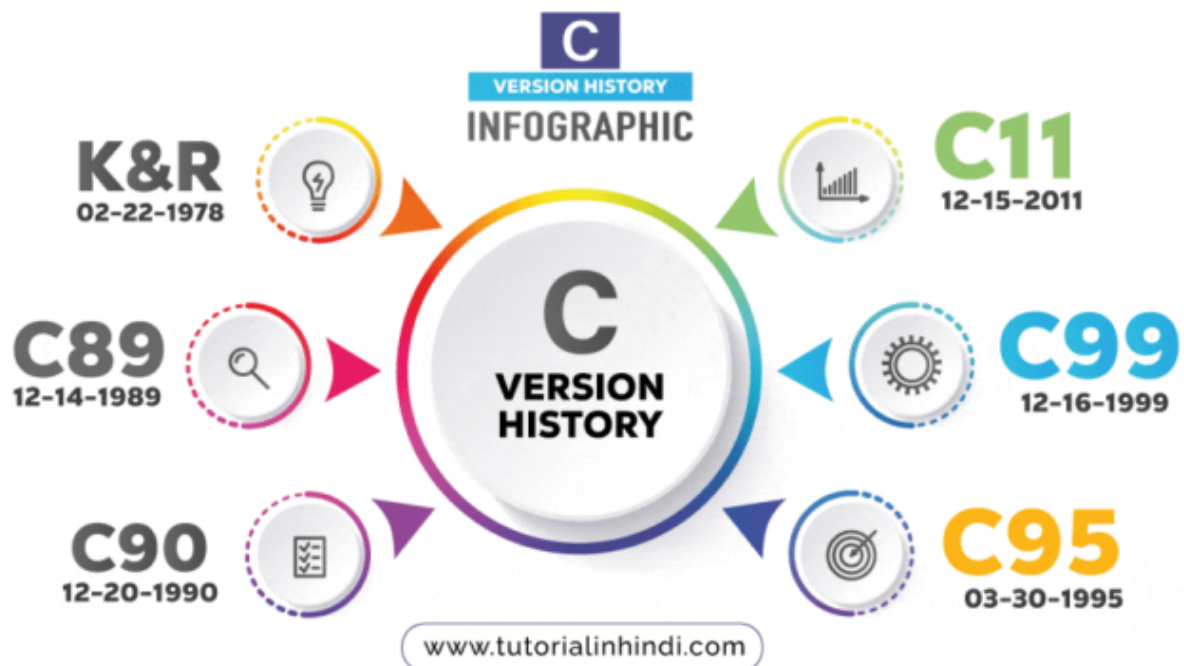 C
VERSION HISTORY
INFOGRAPHIC
K&R
02-22-1978
C89
12-14-1989
C90
12-20-1990
C
VERSION
HISTORY
C11
12-15-2011
C99
12-16-1999
C95
03-30-1995
www.tutorialinhindi.com